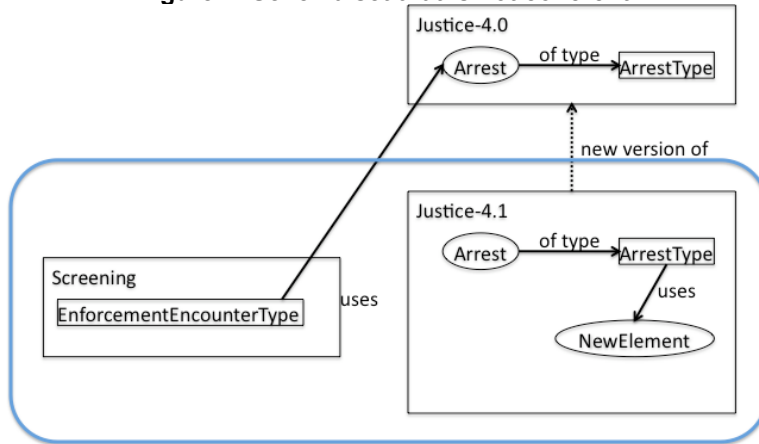 Justice-4.0
Arrest
of type
ArrestType
new version of
Justice-4.1
Arrest
of type
ArrestType
uses
NewElement
Screening
EnforcementEncounterType
uses